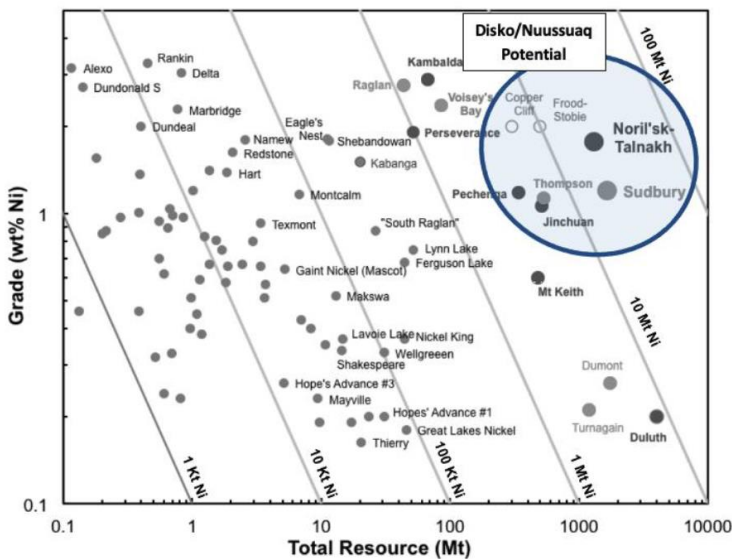 Disko/Nuussuaq
Potential
100 Mt Ni
Kambalda
Rankin
Alexo
Delta
Raglan
Dundonald S
Voisey's
Bay
Copper
Cliff
Frood-
Stobie
Marbridge
Eagle's
Nest
Dundeal
Perseverance
Noril'sk-
Talnakh
Namew
Shebandowan
Redstone
Kabanga
Hart
Thompson
Sudbury
Pechenga
Montcalm
Jinchuan
1
Texmont
"South Raglan"
Lynn Lake
Gaint Nickel (Mascot)
Ferguson Lake
Mt Keith
Makswa
10 Mt Ni
Lavoie Lake
Nickel King
Wellgreeen
Shakespeare
Dumont
Hope's Advance #3
Mayville
Hopes' Advance #1
Turnagain
Great Lakes Nickel
Duluth
Thierry
1 Kt Ni
10 Kt Ni
100 Kt Ni
1 Mt Ni
0.1
0.1
1
10
100
1000
10000
Total Resource (Mt)
Grade (wt% Ni)